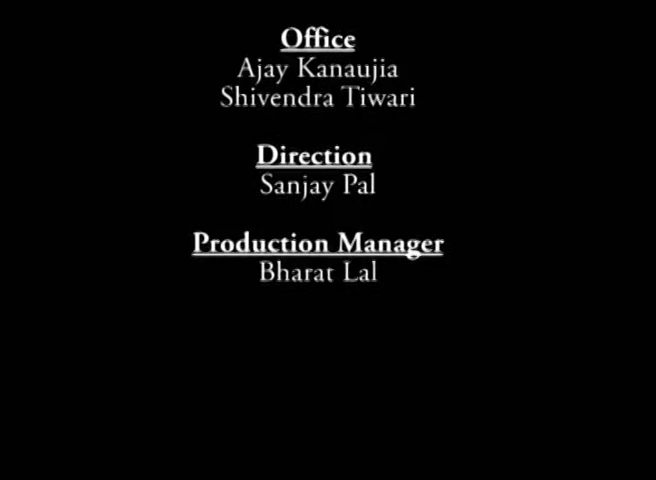 Office
Ajay Kanaujia
Shivendra Tiwari
Direction
Sanjay Pal
Production Manager
Bharat Lal